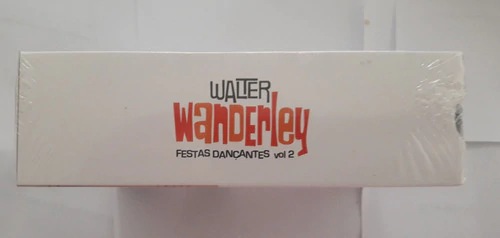 WALTER
wanderley
FESTAS DANÇANTES vol 2